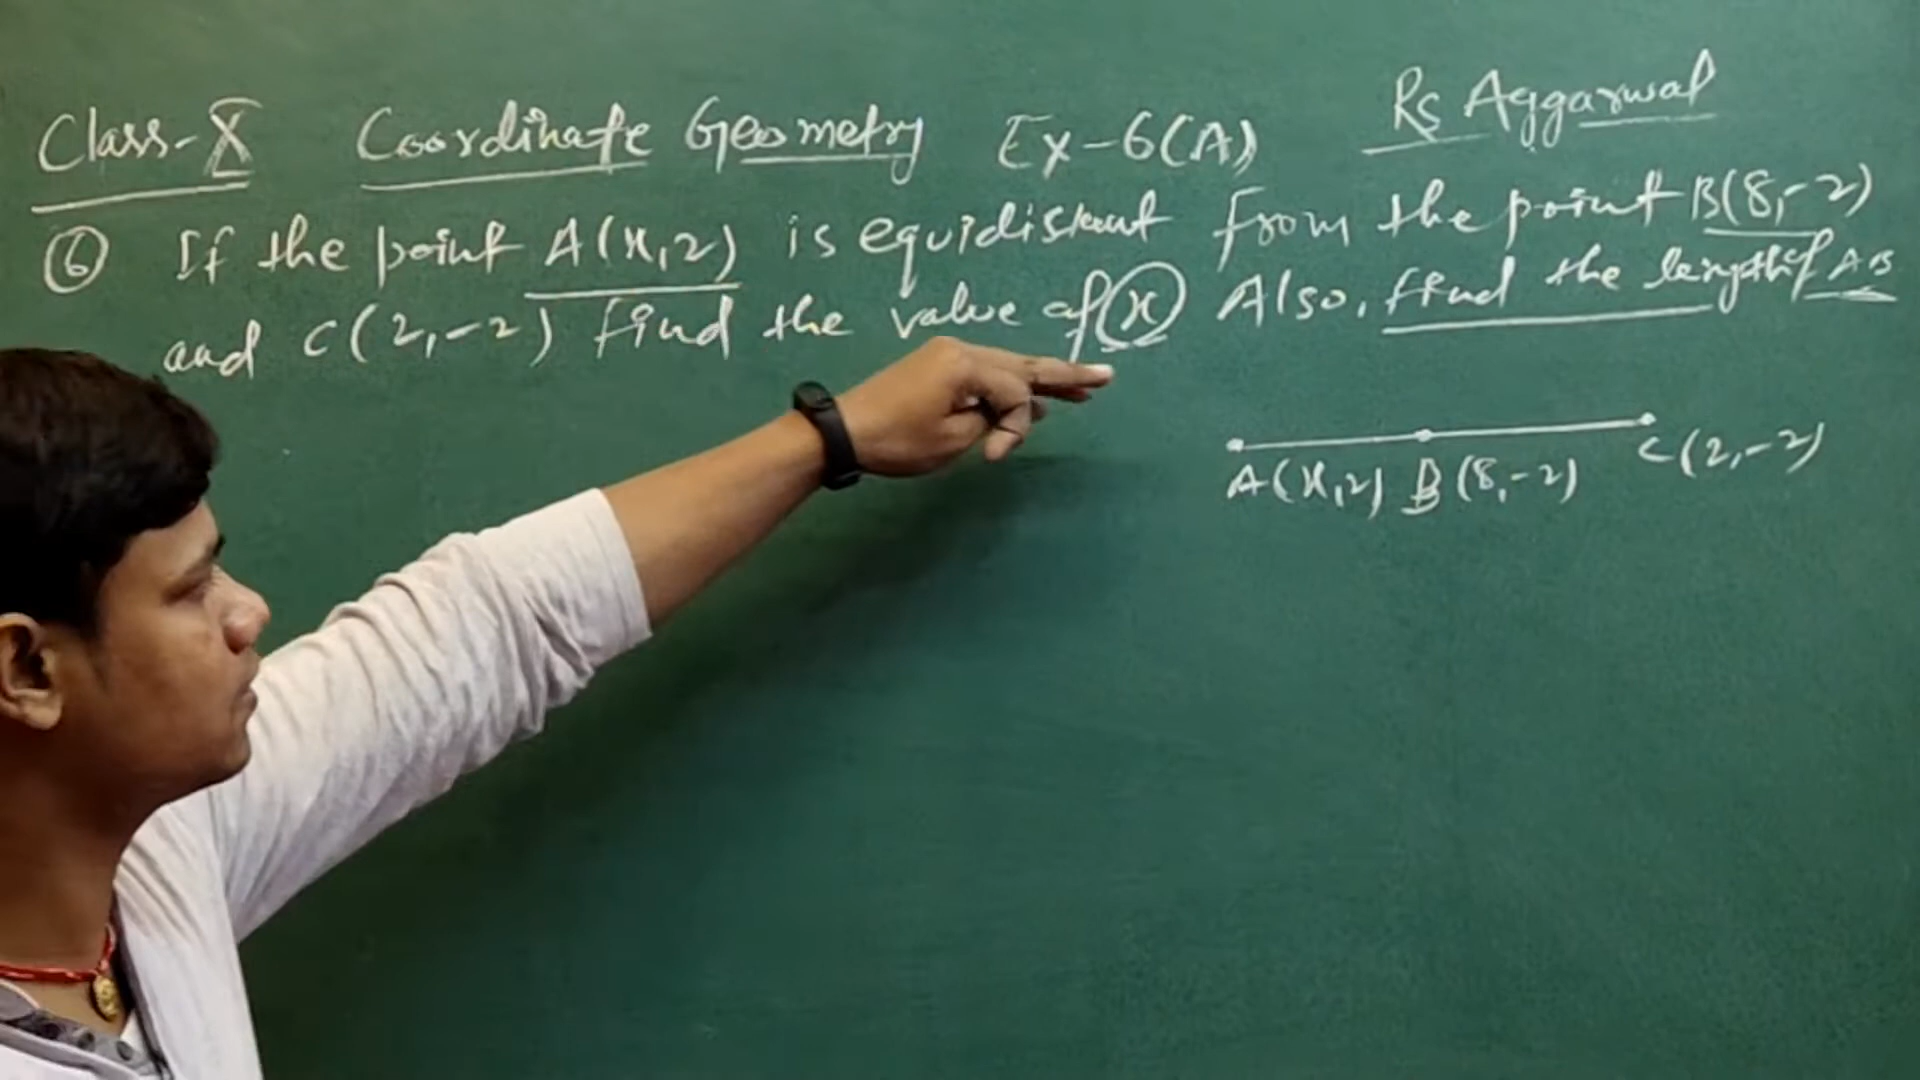 Class-X Coordinate Geometry Ex-6(A) Rs Aggarwal
⑥ If the point A(x,2) is equidistant from the point B(8,-2)
and C(2,-2) find the value of x Also, find the length of AB
A(x,2) B(8,-2) C(2,-2)